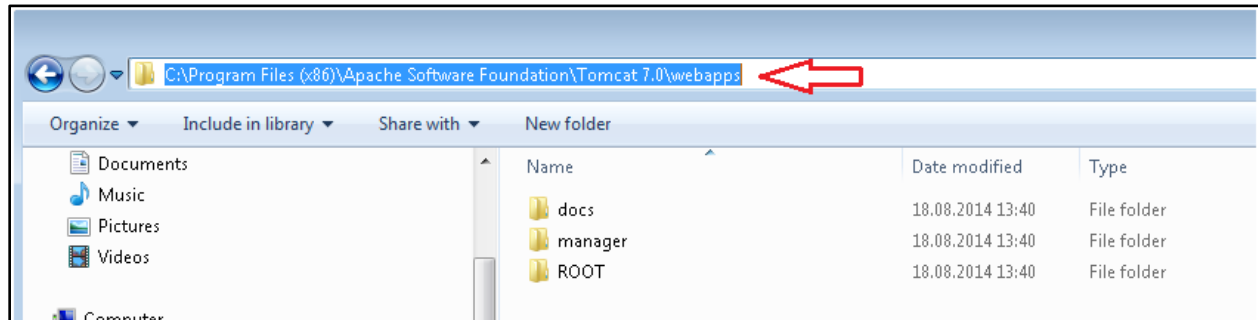 C:\Program Files (x86)\Apache Software Foundation\Tomcat 7.0\webapps
Organize Include in library Share with New folder
Documents
Music
Pictures
Videos
Computer
Name Date modified Type
docs 18.08.2014 13:40 File folder
manager 18.08.2014 13:40 File folder
ROOT 18.08.2014 13:40 File folder